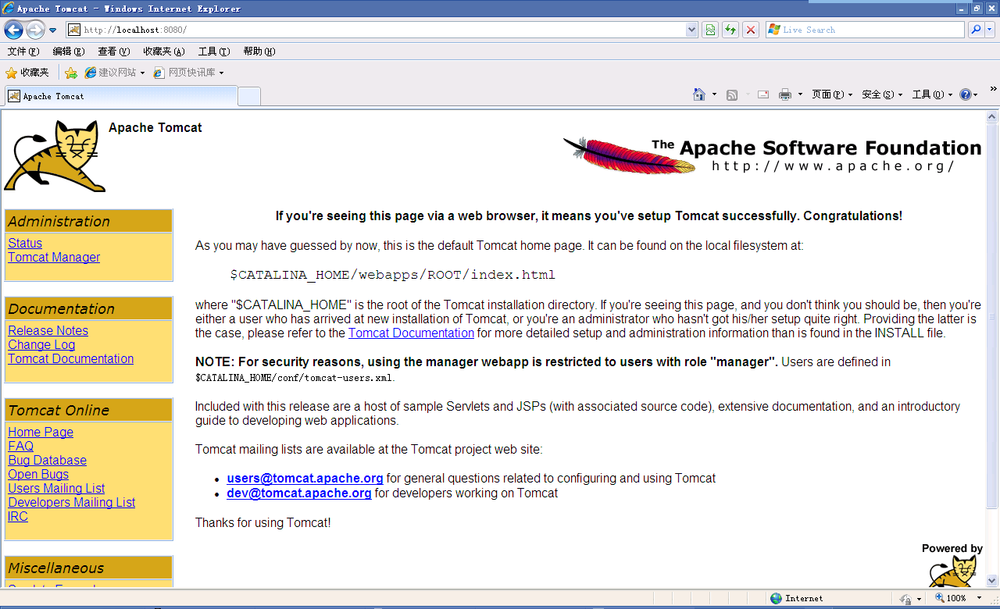 Apache Tomcat - Windows Internet Explorer
http://localhost:8080/
Live Search
文件(F) 编辑(E) 查看(V) 收藏夹(A) 工具(T) 帮助(H)
收藏夹 建议网站 网页快讯库
Apache Tomcat
页面(P) 安全(S) 工具(O)
Apache Tomcat
The Apache Software Foundation
http://www.apache.org/
Administration
Status
Tomcat Manager
Documentation
Release Notes
Change Log
Tomcat Documentation
Tomcat Online
Home Page
FAQ
Bug Database
Open Bugs
Users Mailing List
Developers Mailing List
IRC
Miscellaneous
If you're seeing this page via a web browser, it means you've setup Tomcat successfully. Congratulations!
As you may have guessed by now, this is the default Tomcat home page. It can be found on the local filesystem at:
$CATALINA_HOME/webapps/ROOT/index.html
where "$CATALINA_HOME" is the root of the Tomcat installation directory. If you're seeing this page, and you don't think you should be, then you're
either a user who has arrived at new installation of Tomcat, or you're an administrator who hasn't got his/her setup quite right. Providing the latter is
the case, please refer to the Tomcat Documentation for more detailed setup and administration information than is found in the INSTALL file.
NOTE: For security reasons, using the manager webapp is restricted to users with role "manager". Users are defined in
$CATALINA_HOME/conf/tomcat-users.xml.
Included with this release are a host of sample Servlets and JSPs (with associated source code), extensive documentation, and an introductory
guide to developing web applications.
Tomcat mailing lists are available at the Tomcat project web site:
• users@tomcat.apache.org for general questions related to configuring and using Tomcat
• dev@tomcat.apache.org for developers working on Tomcat
Thanks for using Tomcat!
Powered by
Internet
100%